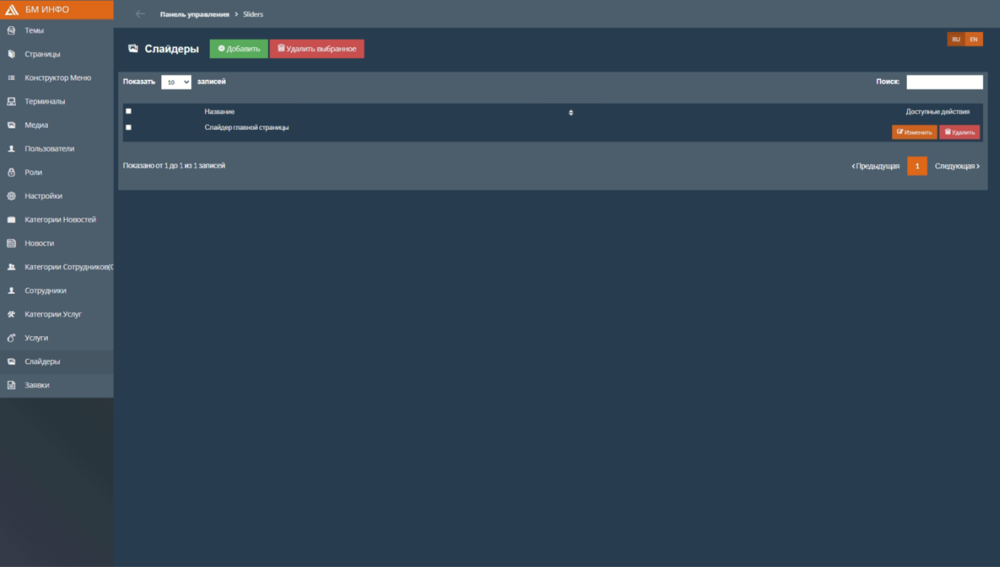 БМ ИНФО
Панель управления > Sliders
Темы
Страницы
Конструктор Меню
Терминалы
Медиа
Пользователи
Роли
Настройки
Категории Новостей
Новости
Категории Сотрудников(
Сотрудники
Категории Услуг
Услуги
Слайдеры
Заявки
Слайдеры Добавить Удалить выбранное
RU EN
Показать 10 записей Поиск:
Название Доступные действия
Слайдер главной страницы Изменить Удалить
Показано от 1 до 1 из 1 записей
Предыдущая 1 Следующая